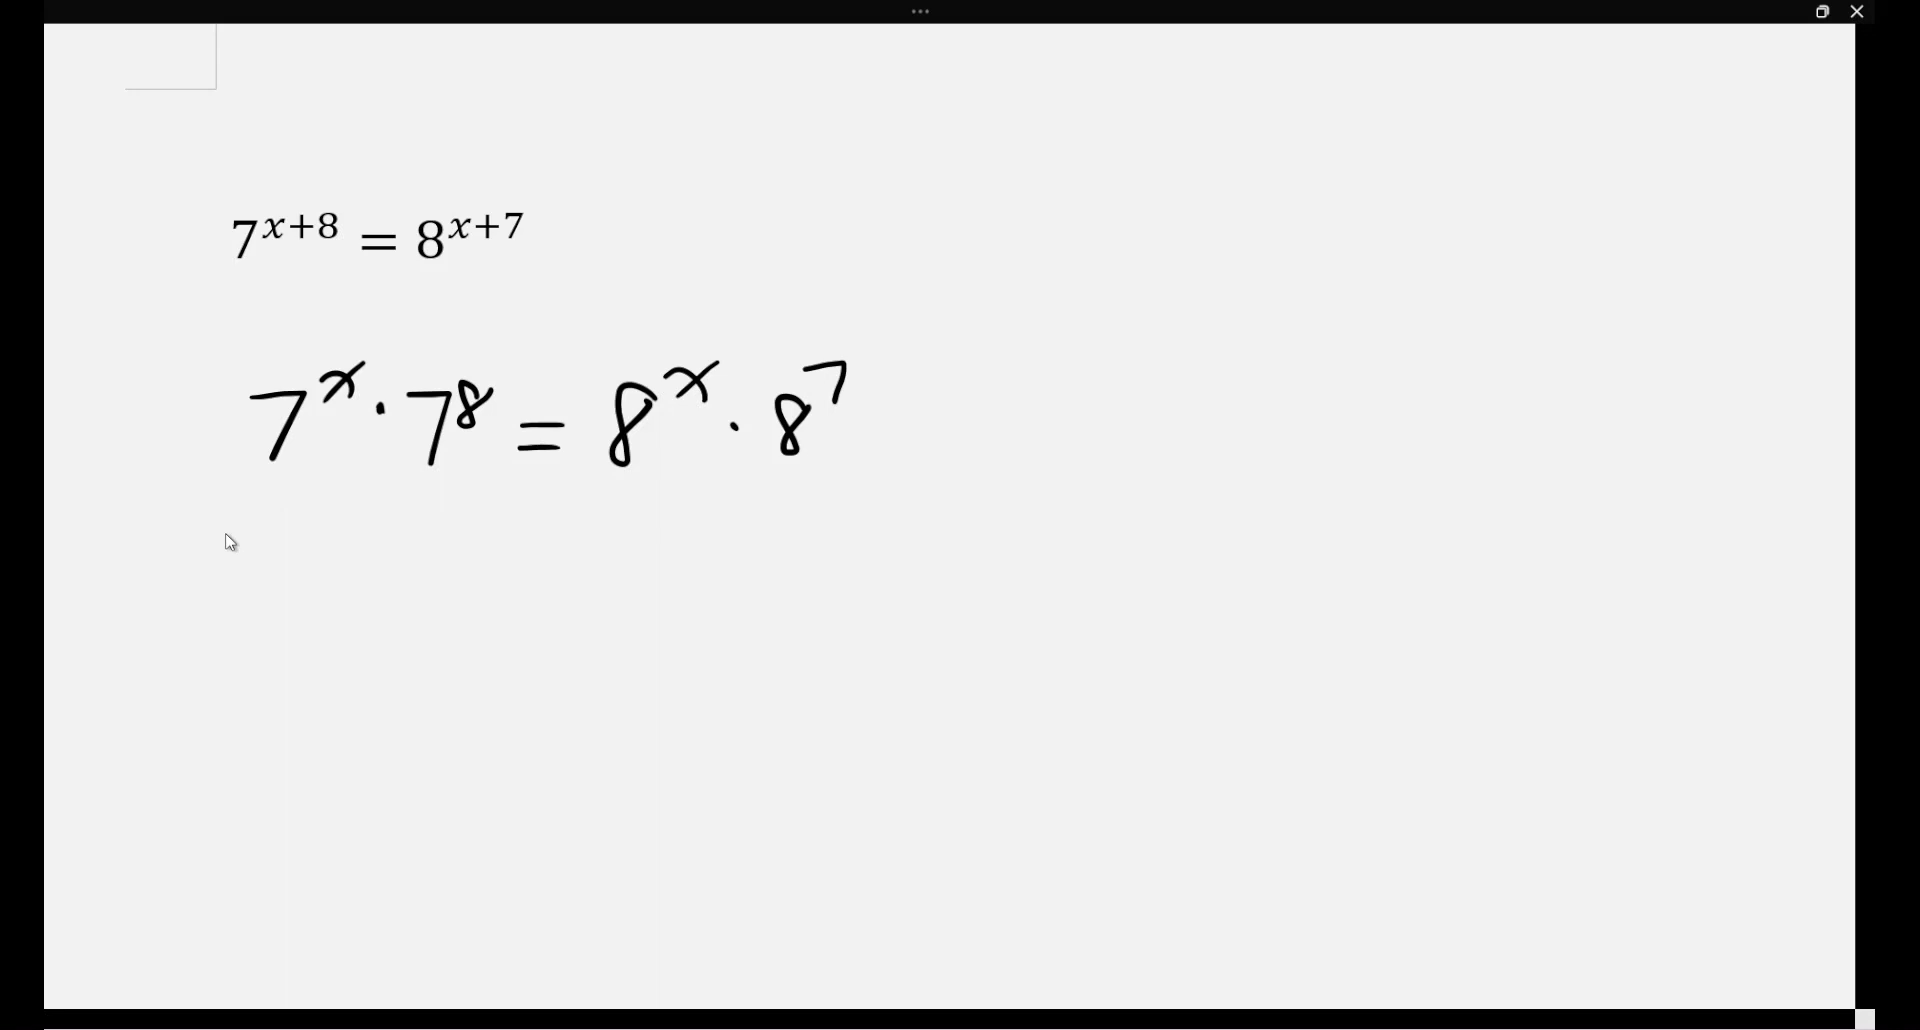 7^{x+8} = 8^{x+7}
7^x · 7^8 = 8^x · 8^7